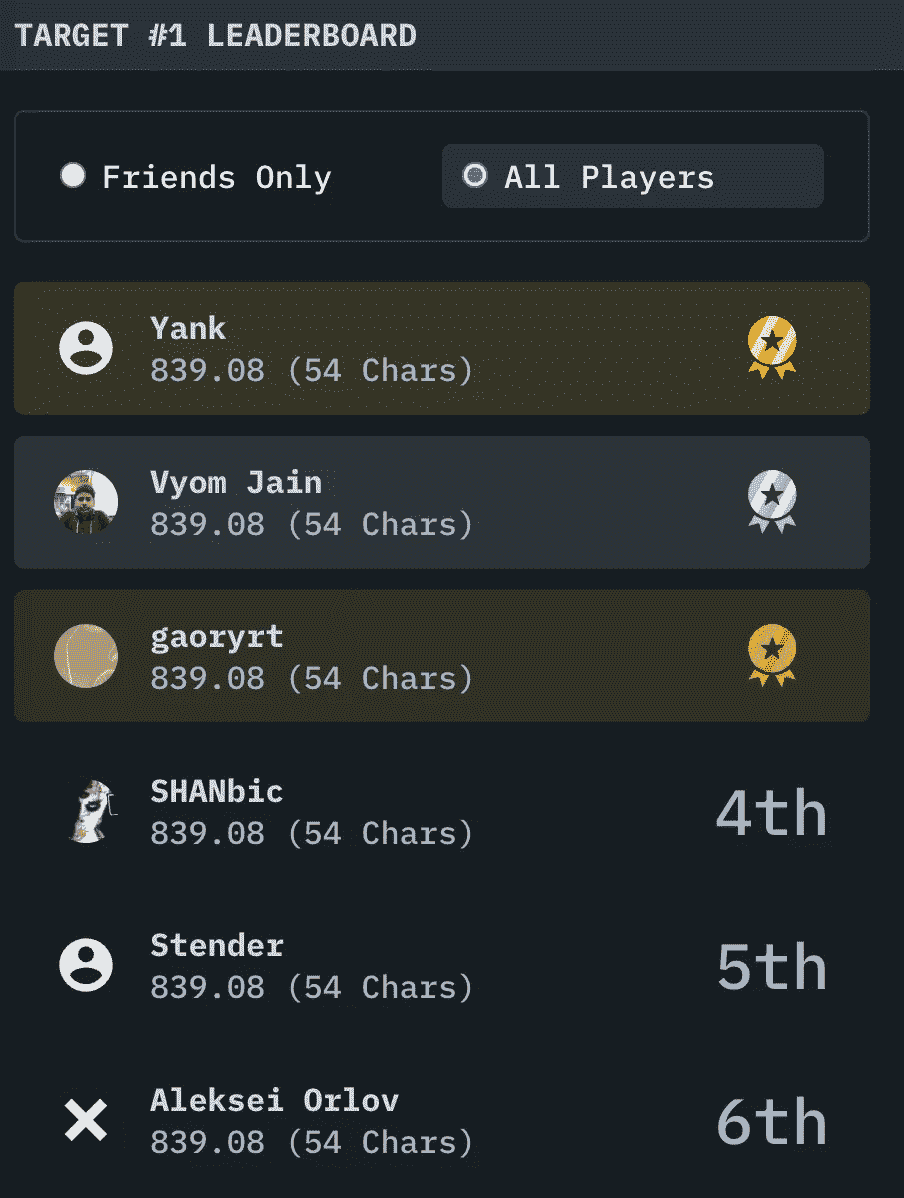 TARGET #1 LEADERBOARD
Friends Only
All Players
Yank
839.08 (54 Chars)
Vyom Jain
839.08 (54 Chars)
gaoryrt
839.08 (54 Chars)
SHANbic
839.08 (54 Chars)
4th
Stender
839.08 (54 Chars)
5th
Aleksei Orlov
839.08 (54 Chars)
6th